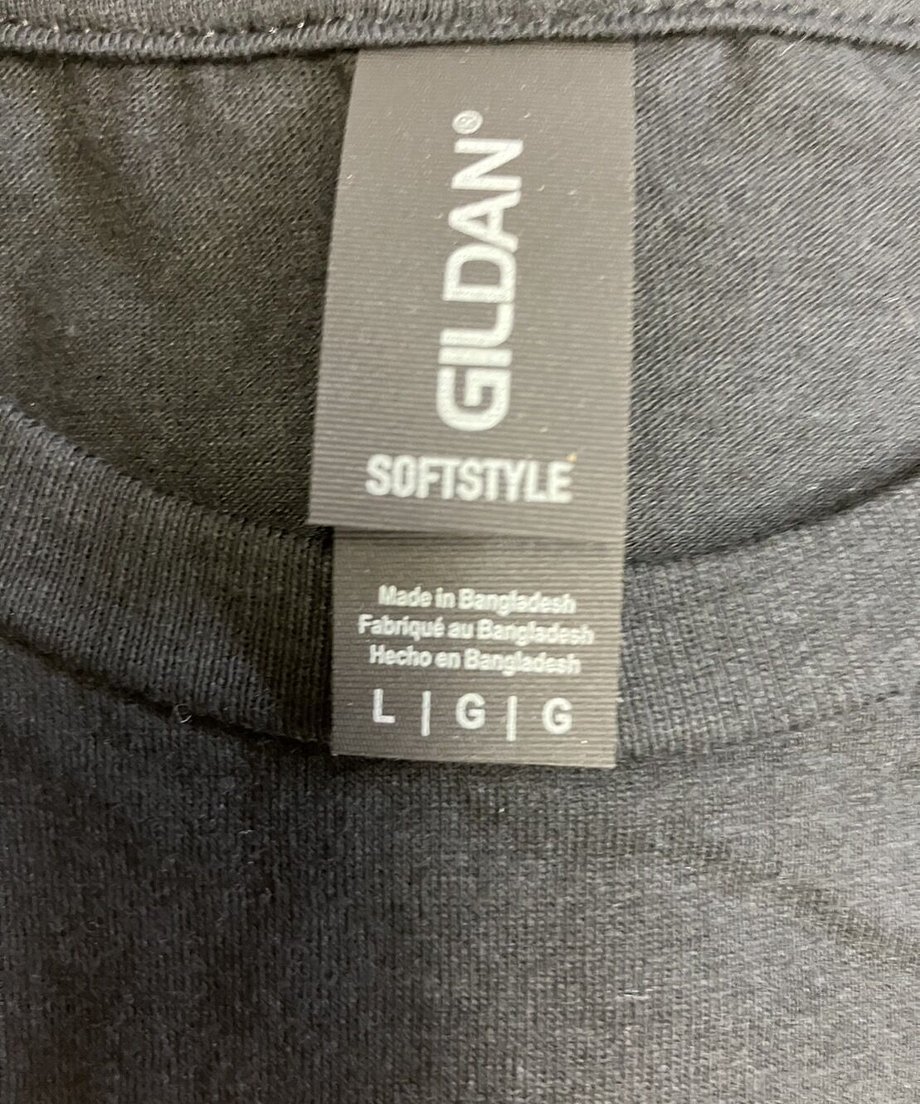 GILDAN®
SOFTSTYLE
Made in Bangladesh
Fabriqué au Bangladesh
Hecho en Bangladesh
L | G | G